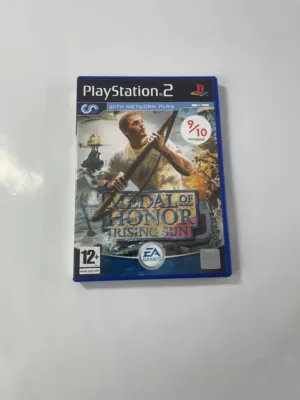 PlayStation 2
WITH NETWORK PLAY
9/10
MEDAL OF
HONOR
RISING SUN
12+
EA
GAMES